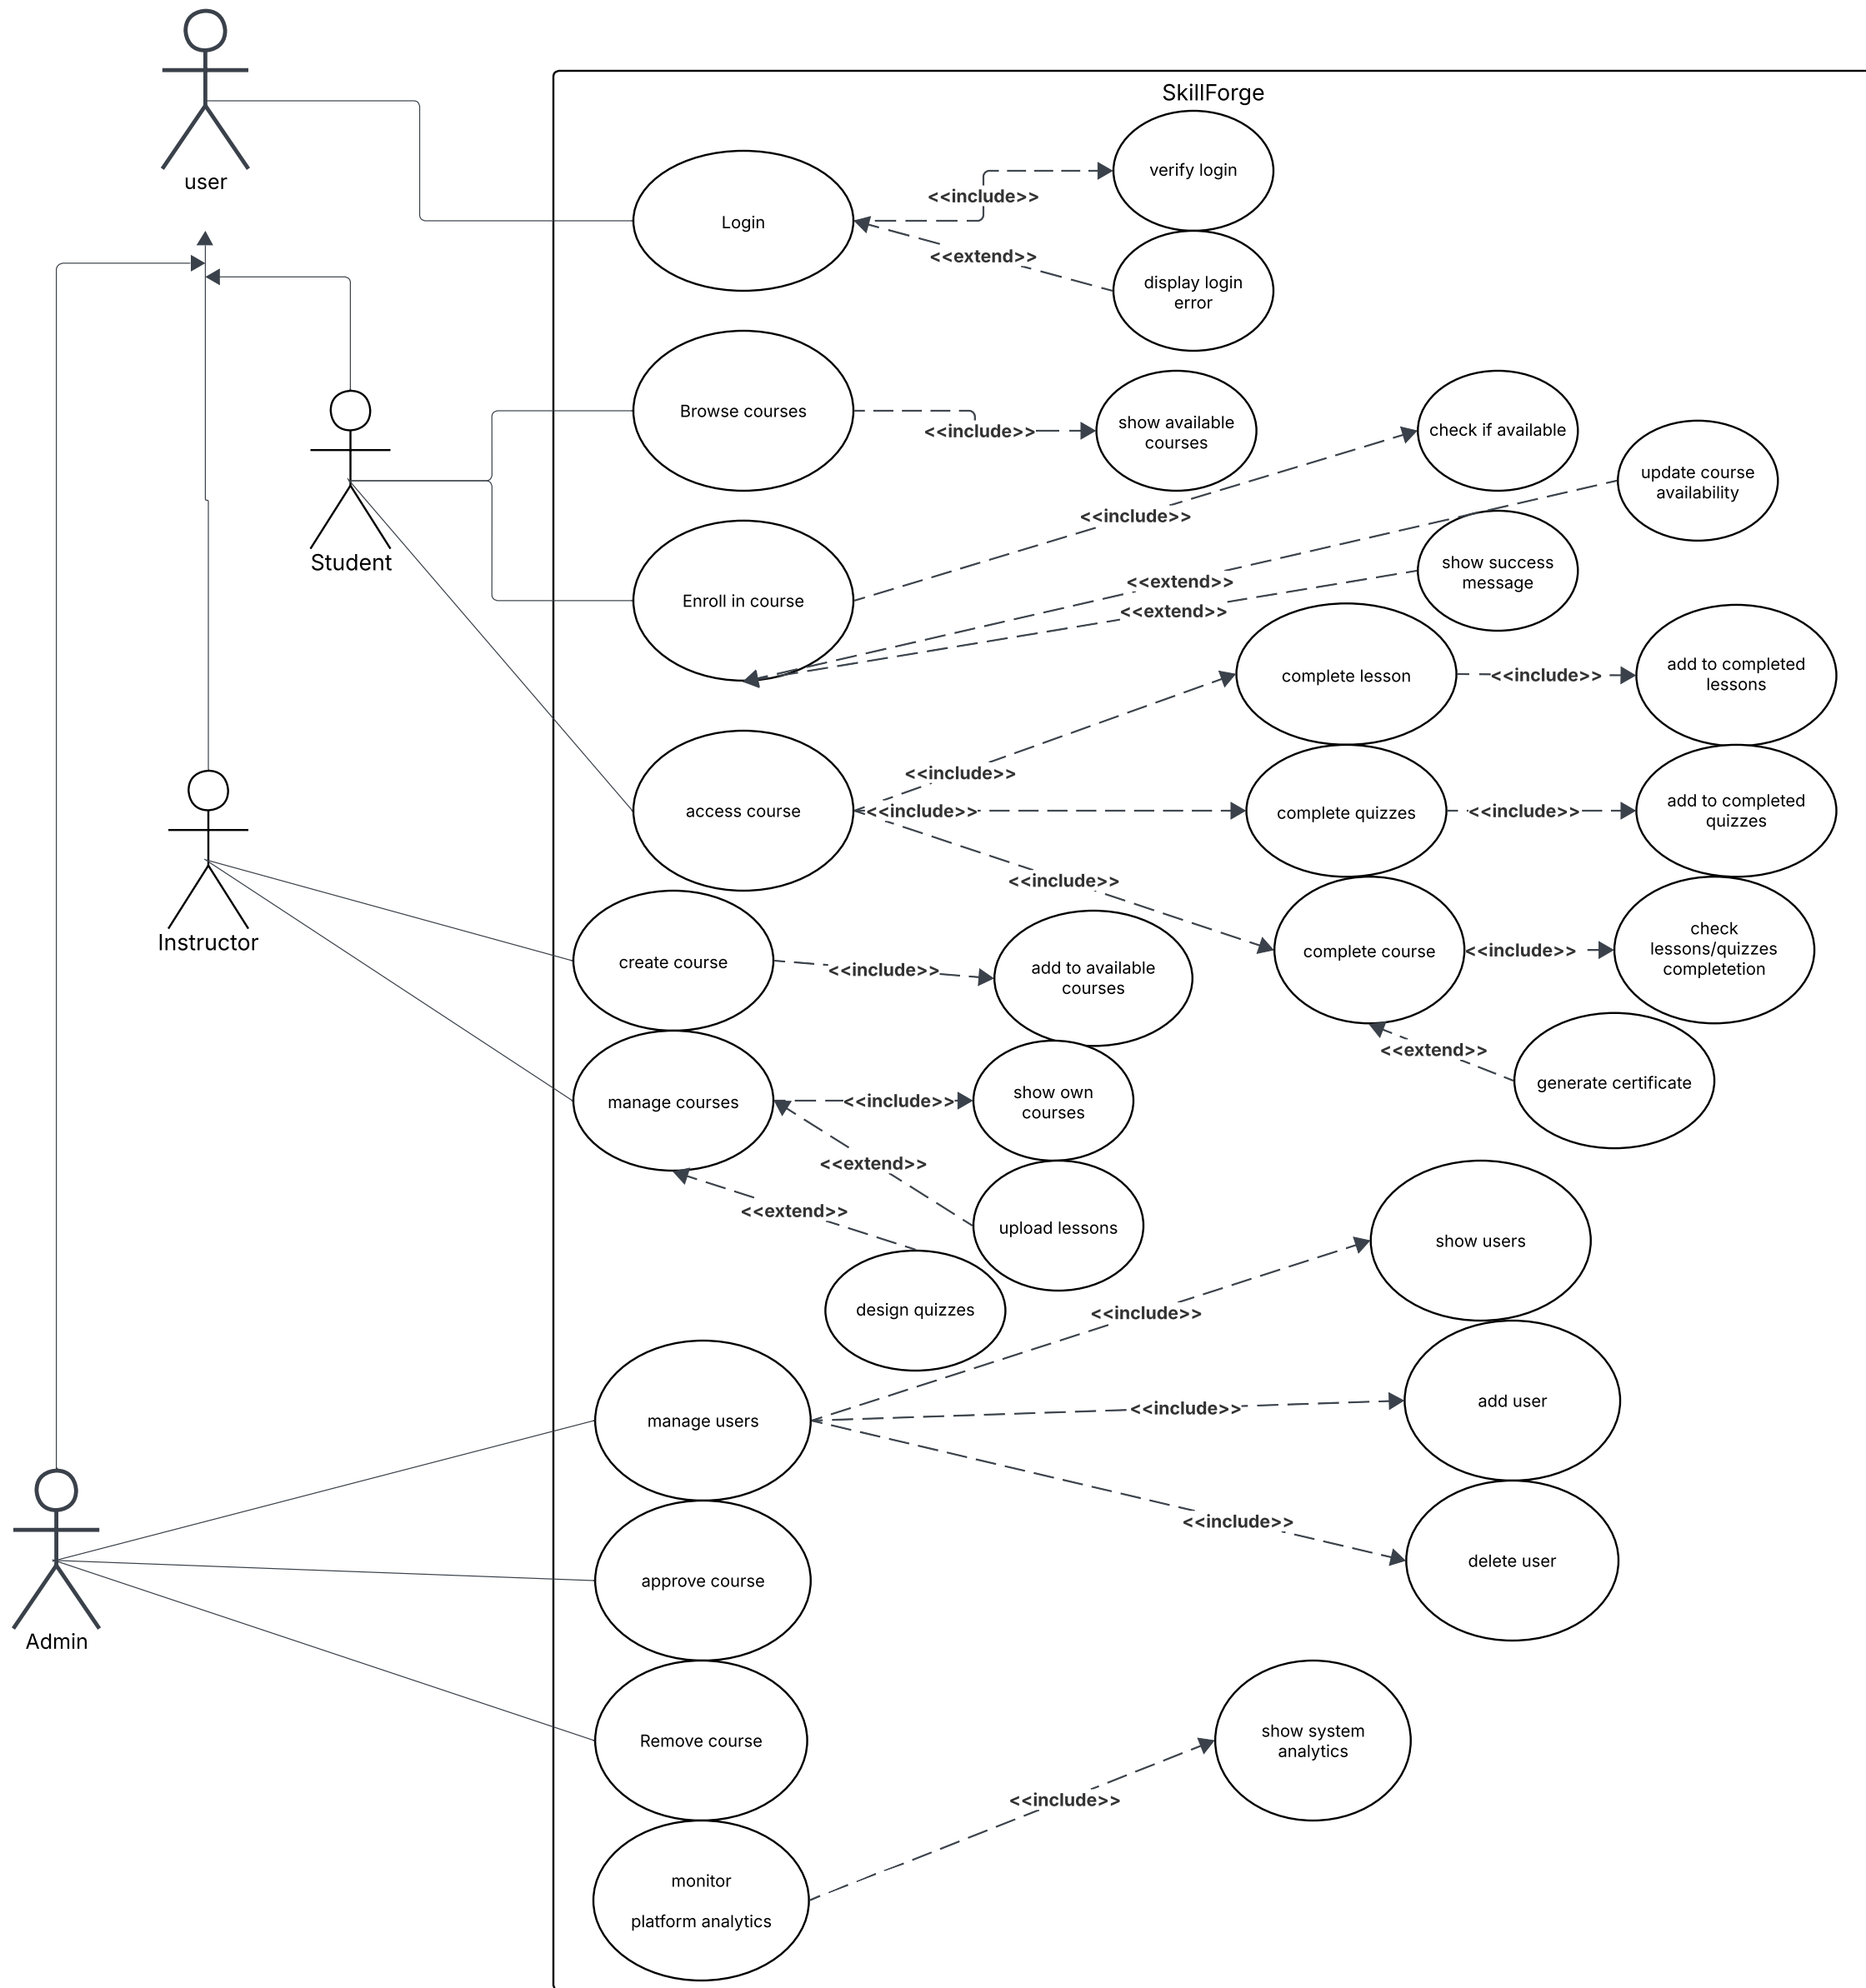 user
SkillForge
verify login
<<include>>
Login
<<extend>>
display login
error
Browse courses
<<include>>
show available
courses
check if available
update course
availability
<<include>>
Student
Enroll in course
<<extend>>
<<extend>>
show success
message
complete lesson
<<include>>
add to completed
lessons
<<include>>
access course
<<include>>
complete quizzes
<<include>>
add to completed
quizzes
<<include>>
complete course
<<include>>
check
lessons/quizzes
completetion
Instructor
create course
<<include>>
add to available
courses
<<extend>>
generate certificate
manage courses
<<include>>
show own
courses
<<extend>>
<<extend>>
upload lessons
design quizzes
show users
<<include>>
manage users
<<include>>
add user
<<include>>
delete user
approve course
Admin
Remove course
show system
analytics
<<include>>
monitor
platform analytics